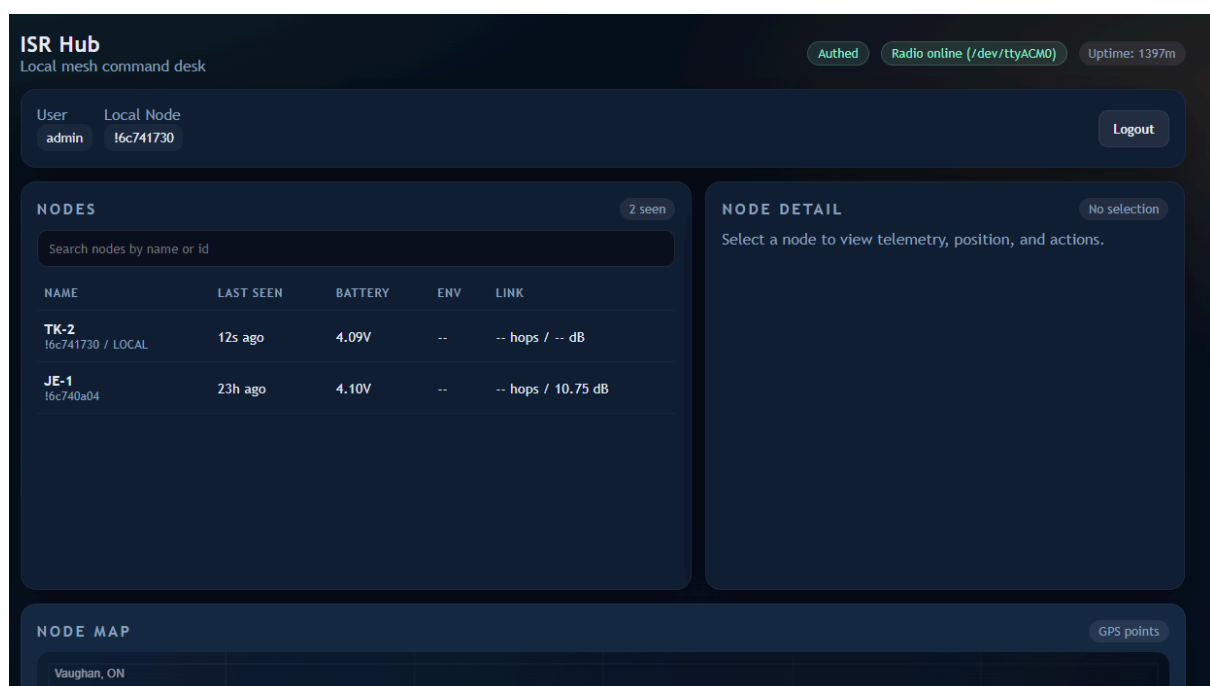 ISR Hub
Local mesh command desk
Authed
Radio online (/dev/ttyACM0)
Uptime: 1397m
User
Local Node
admin
!6c741730
Logout
NODES
2 seen
Search nodes by name or id
NAME LAST SEEN BATTERY ENV LINK
TK-2
!6c741730 / LOCAL
12s ago 4.09V -- -- hops / -- dB
JE-1
!6c740a04
23h ago 4.10V -- -- hops / 10.75 dB
NODE DETAIL
No selection
Select a node to view telemetry, position, and actions.
NODE MAP
GPS points
Vaughan, ON